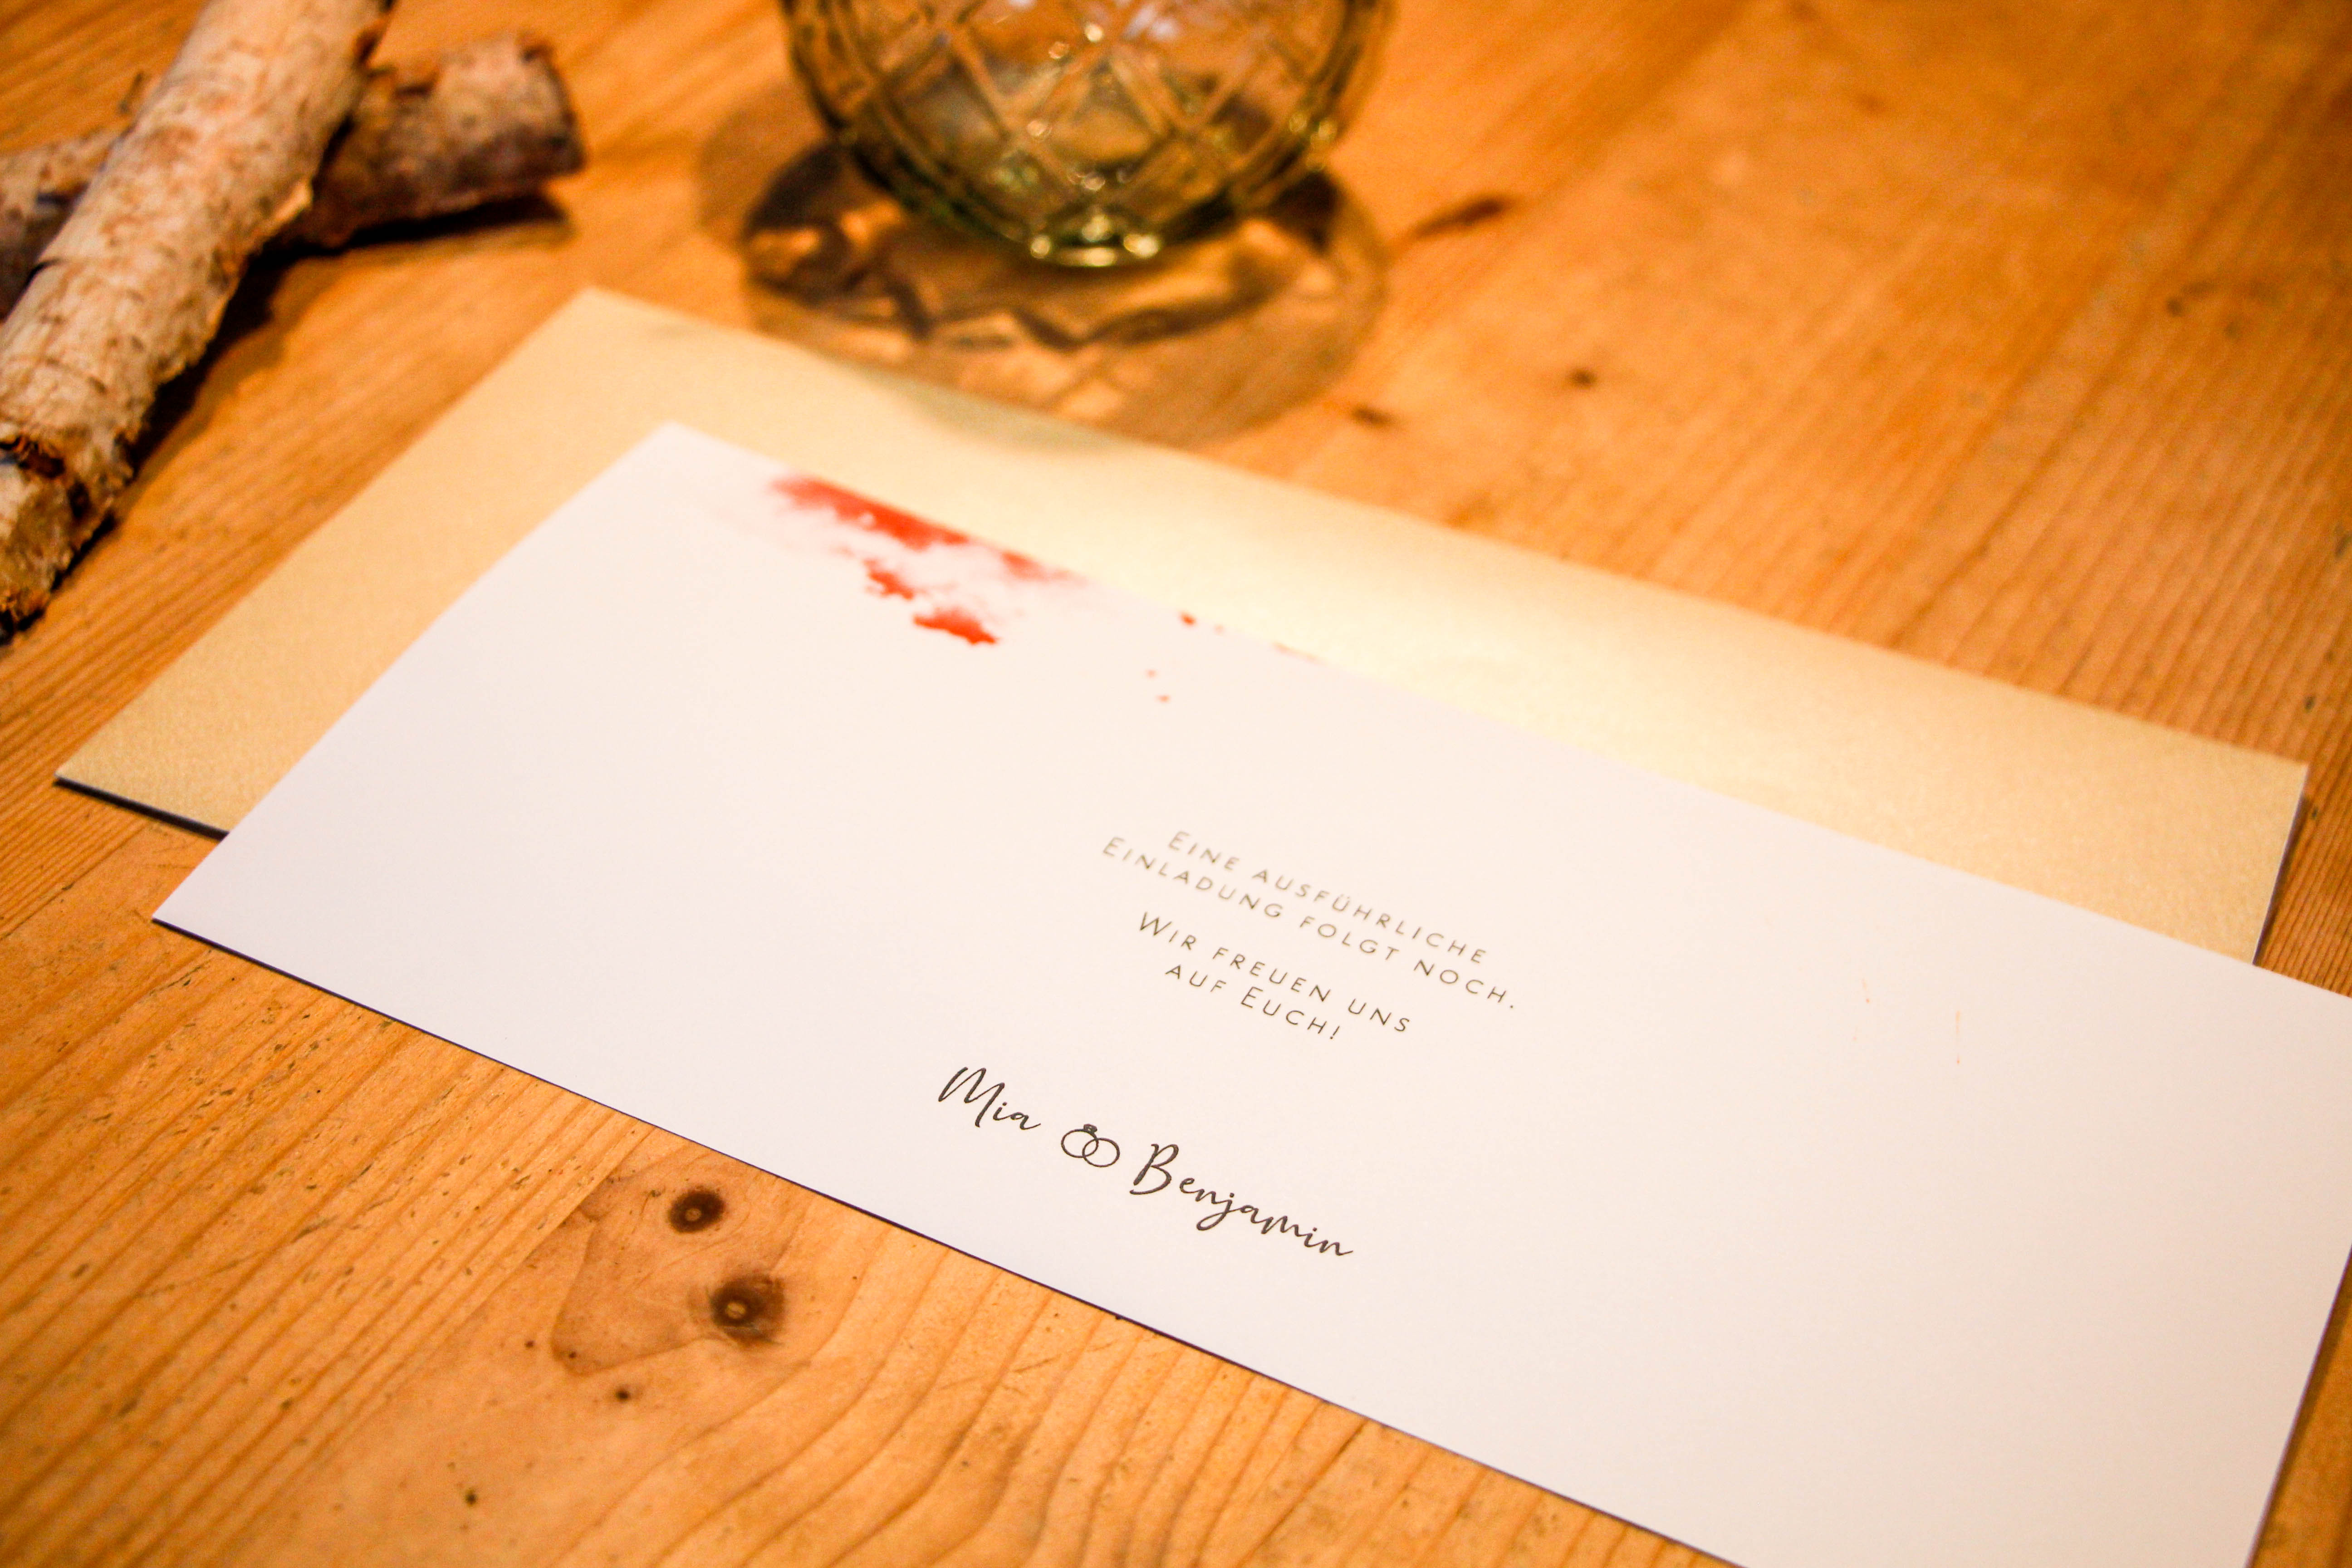 Eine ausführliche
Einladung folgt noch.
Wir freuen uns
auf Euch!
Mia & Benjamin